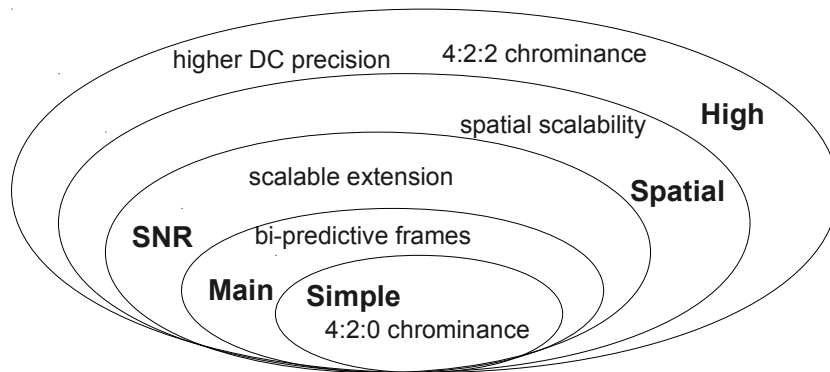 higher DC precision
4:2:2 chrominance
High
spatial scalability
scalable extension
Spatial
SNR
bi-predictive frames
Main
Simple
4:2:0 chrominance